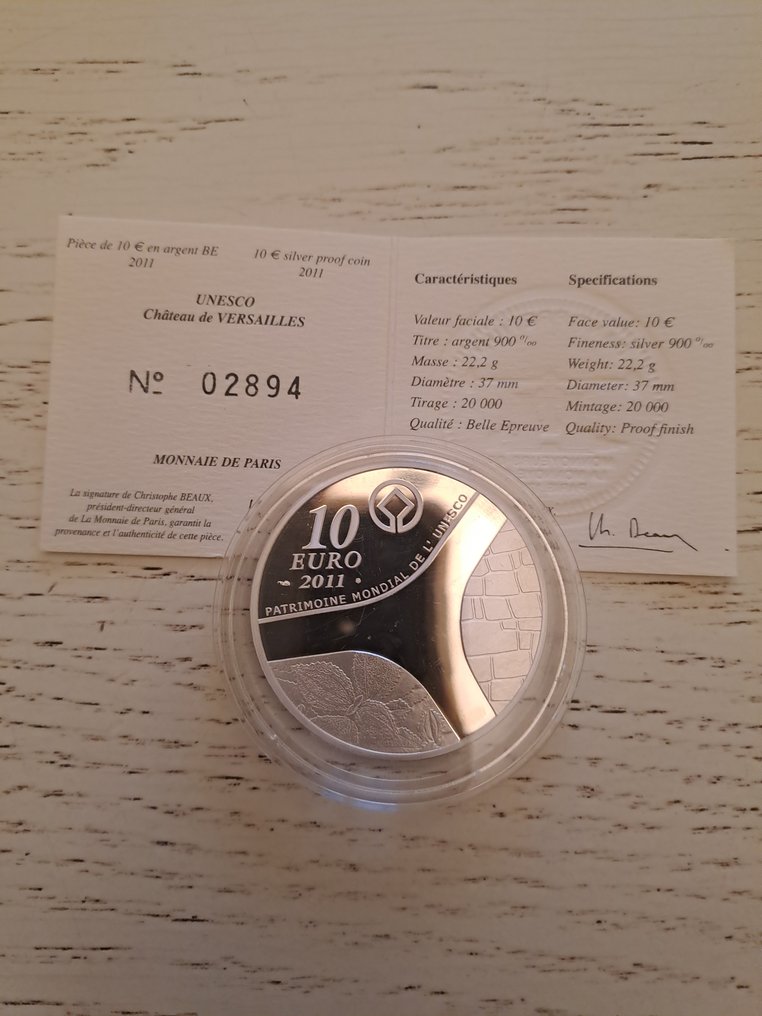 Pièce de 10 € en argent BE
2011
10 € silver proof coin
2011
UNESCO
Château de VERSAILLES
Nº 02894
MONNAIE DE PARIS
La signature de Christophe BEAUX,
président-directeur général
de La Monnaie de Paris, garantit la
provenance et l'authenticité de cette pièce.
Caractéristiques
Valeur faciale : 10 €
Titre : argent 900 °/oo
Masse : 22,2 g
Diamètre : 37 mm
Tirage : 20 000
Qualité : Belle Epreuve
Specifications
Face value: 10 €
Fineness: silver 900 °/oo
Weight: 22,2 g
Diameter: 37 mm
Mintage: 20 000
Quality: Proof finish
10
EURO
2011
PATRIMOINE MONDIAL DE L'UNESCO